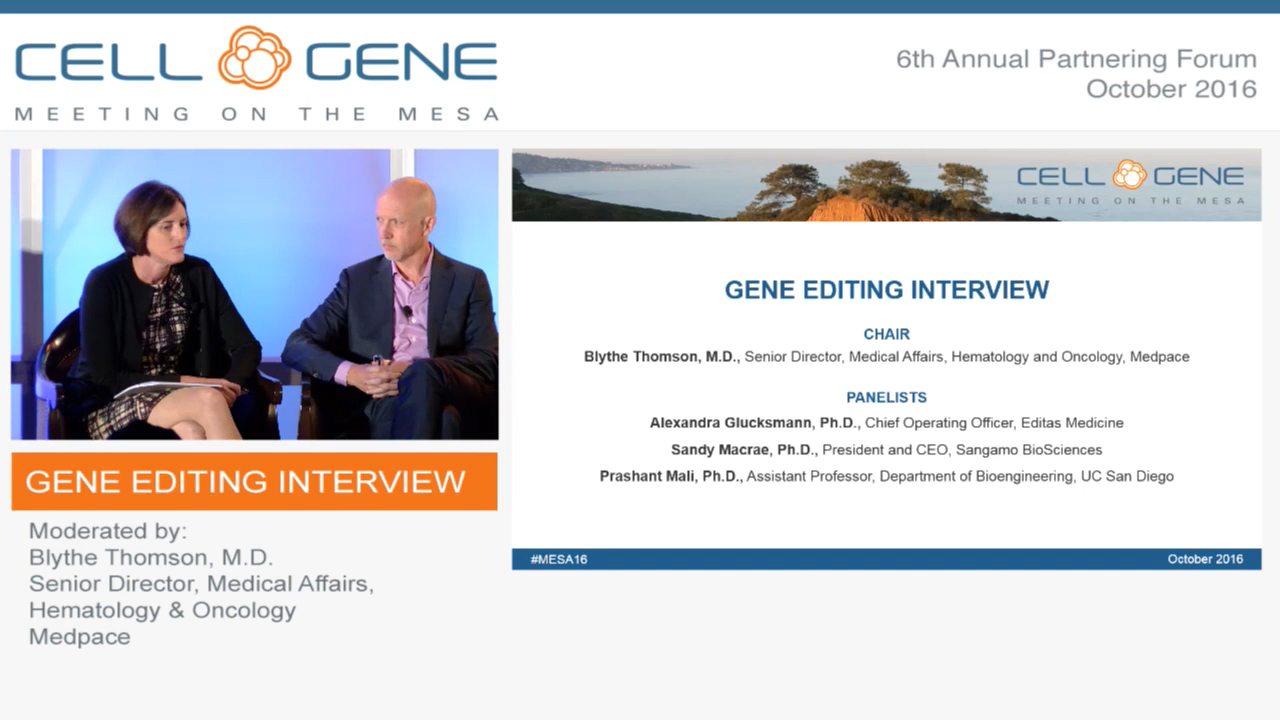 CELL GENE
MEETING ON THE MESA
6th Annual Partnering Forum
October 2016
CELL GENE
MEETING ON THE MESA
GENE EDITING INTERVIEW
CHAIR
Blythe Thomson, M.D., Senior Director, Medical Affairs, Hematology and Oncology, Medpace
PANELISTS
Alexandra Glucksmann, Ph.D., Chief Operating Officer, Editas Medicine
Sandy Macrae, Ph.D., President and CEO, Sangamo BioSciences
Prashant Mali, Ph.D., Assistant Professor, Department of Bioengineering, UC San Diego
#MESA16
October 2016
GENE EDITING INTERVIEW
Moderated by:
Blythe Thomson, M.D.
Senior Director, Medical Affairs,
Hematology & Oncology
Medpace